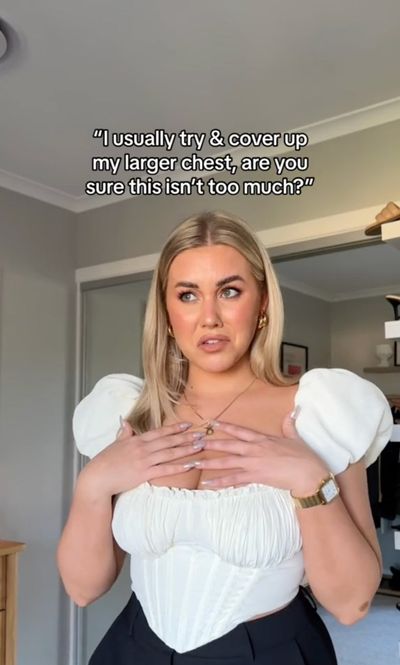 “I usually try & cover up
my larger chest, are you
sure this isn’t too much?”